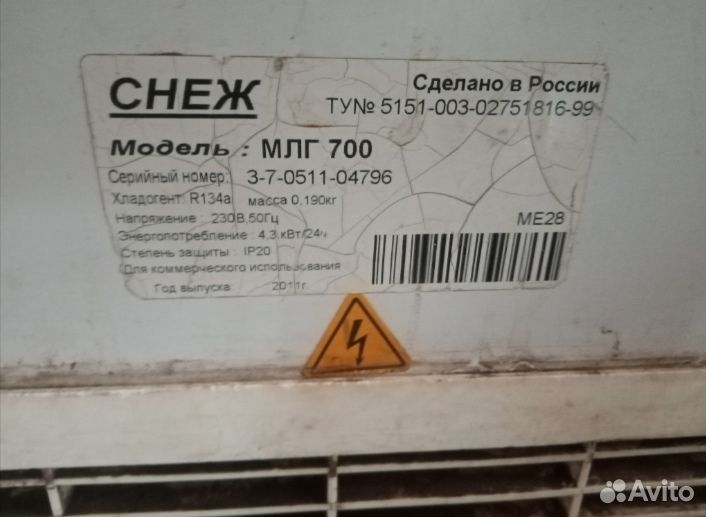 СНЕЖ
Сделано в России
ТУ№ 5151-003-02751816-99
Модель : МЛГ 700
Серийный номер: 3-7-0511-04796
Хладогент: R134a масса 0.190кг
Напряжение : 230В,50Гц
Энергопотребление : 4,3 кВт/24ч
Степень защиты : IP20
Для коммерческого использования
Год выпуска: 2011г.
МЕ28
Avito